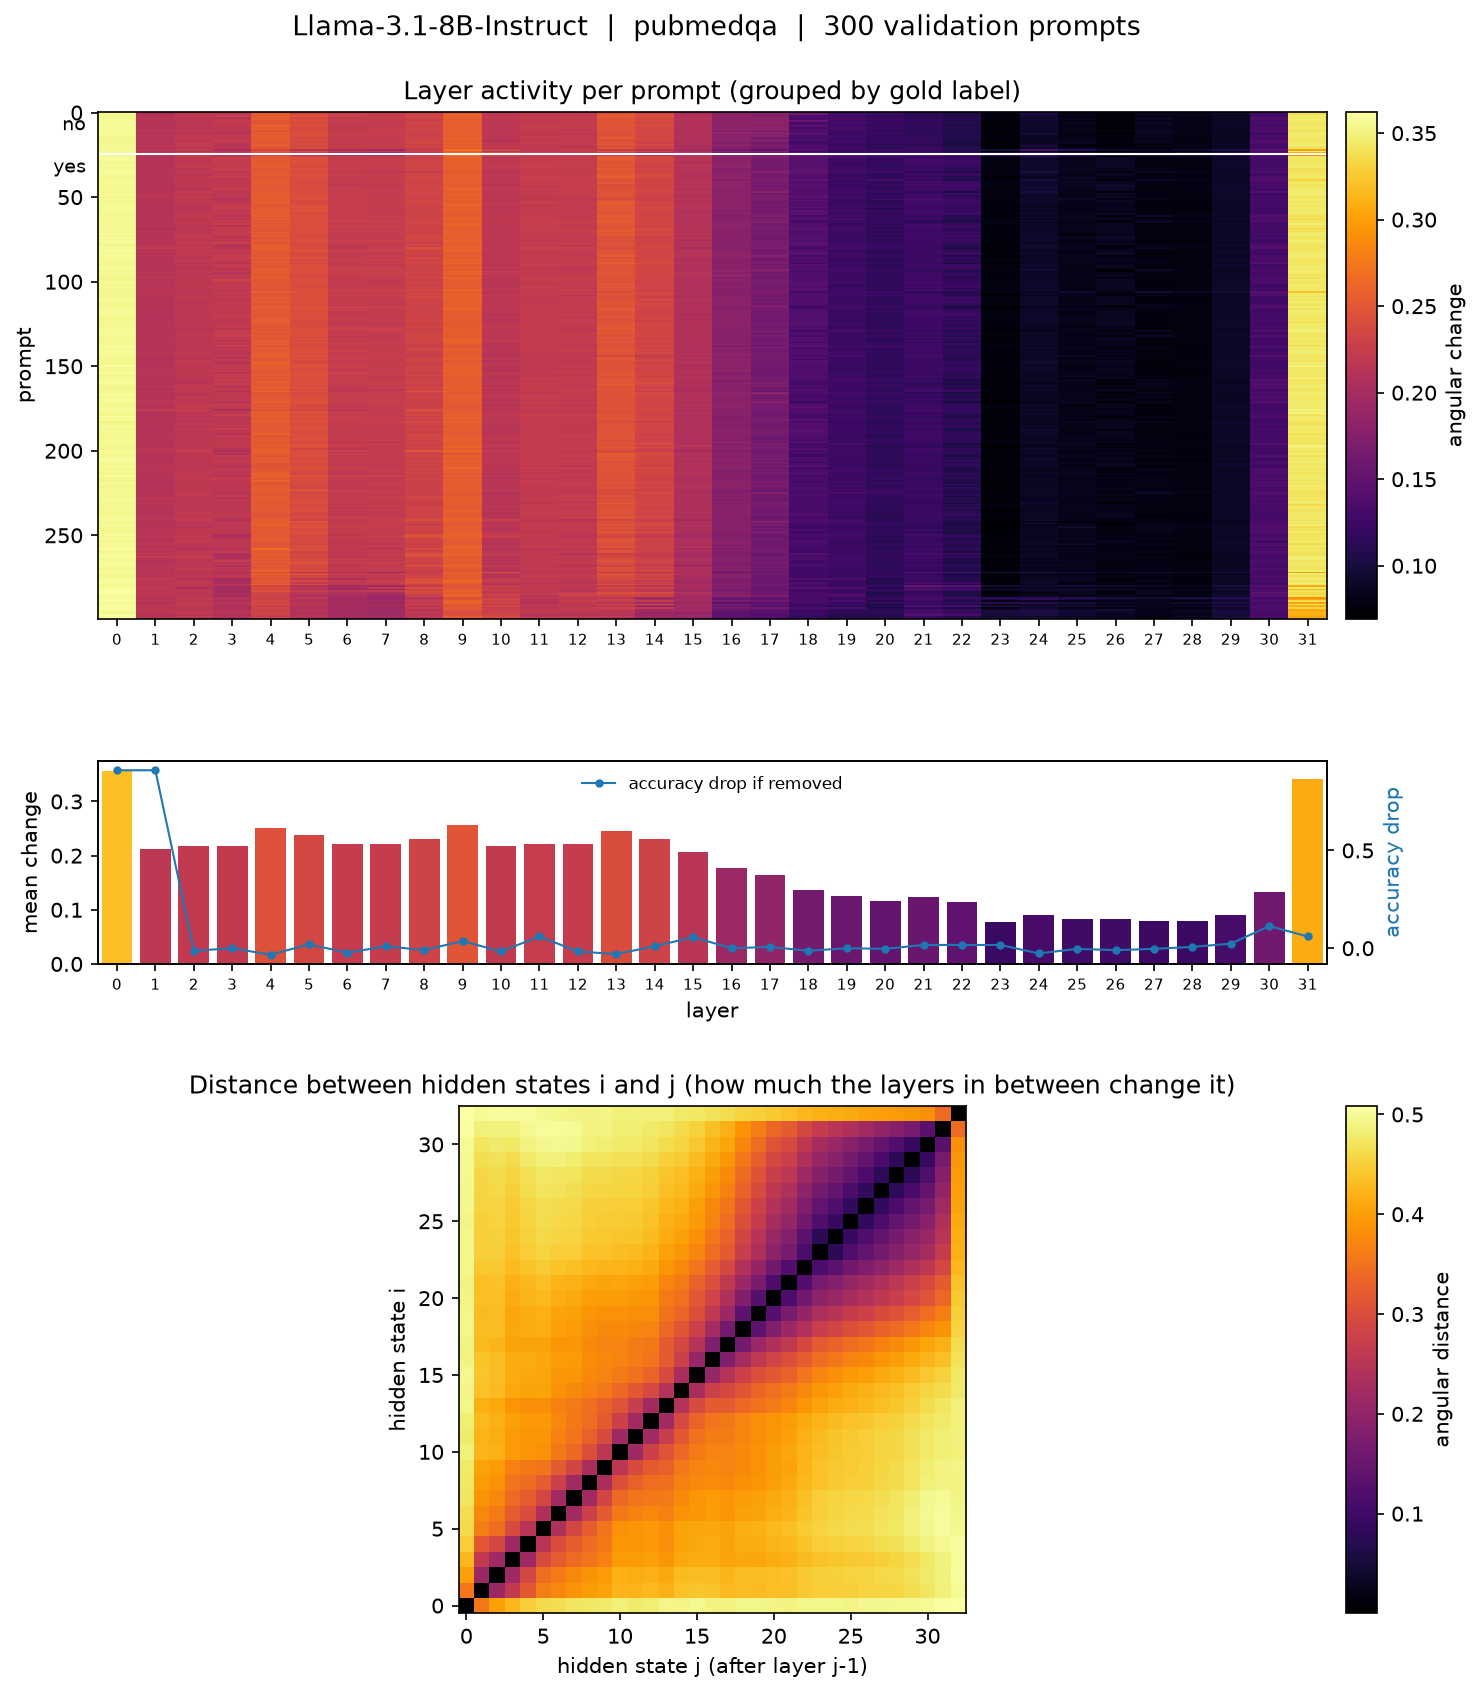 Llama-3.1-8B-Instruct | pubmedqa | 300 validation prompts
Layer activity per prompt (grouped by gold label)
0
no
yes
50
100
150
200
250
prompt
0 1 2 3 4 5 6 7 8 9 10 11 12 13 14 15 16 17 18 19 20 21 22 23 24 25 26 27 28 29 30 31
0.35
0.30
0.25
0.20
0.15
0.10
angular change
accuracy drop if removed
0.3
0.2
0.1
0.0
mean change
0.5
0.0
accuracy drop
0 1 2 3 4 5 6 7 8 9 10 11 12 13 14 15 16 17 18 19 20 21 22 23 24 25 26 27 28 29 30 31
layer
Distance between hidden states i and j (how much the layers in between change it)
30
25
20
15
10
5
0
hidden state i
0 5 10 15 20 25 30
hidden state j (after layer j-1)
0.5
0.4
0.3
0.2
0.1
angular distance